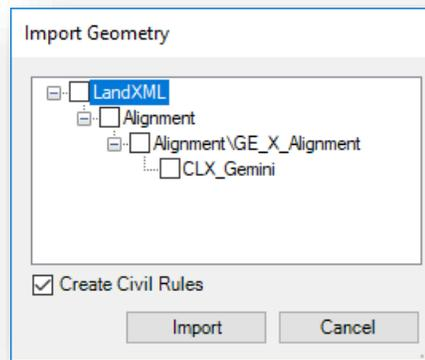 Import Geometry
LandXML
Alignment
Alignment\GE_X_Alignment
CLX_Gemini
Create Civil Rules
Import Cancel